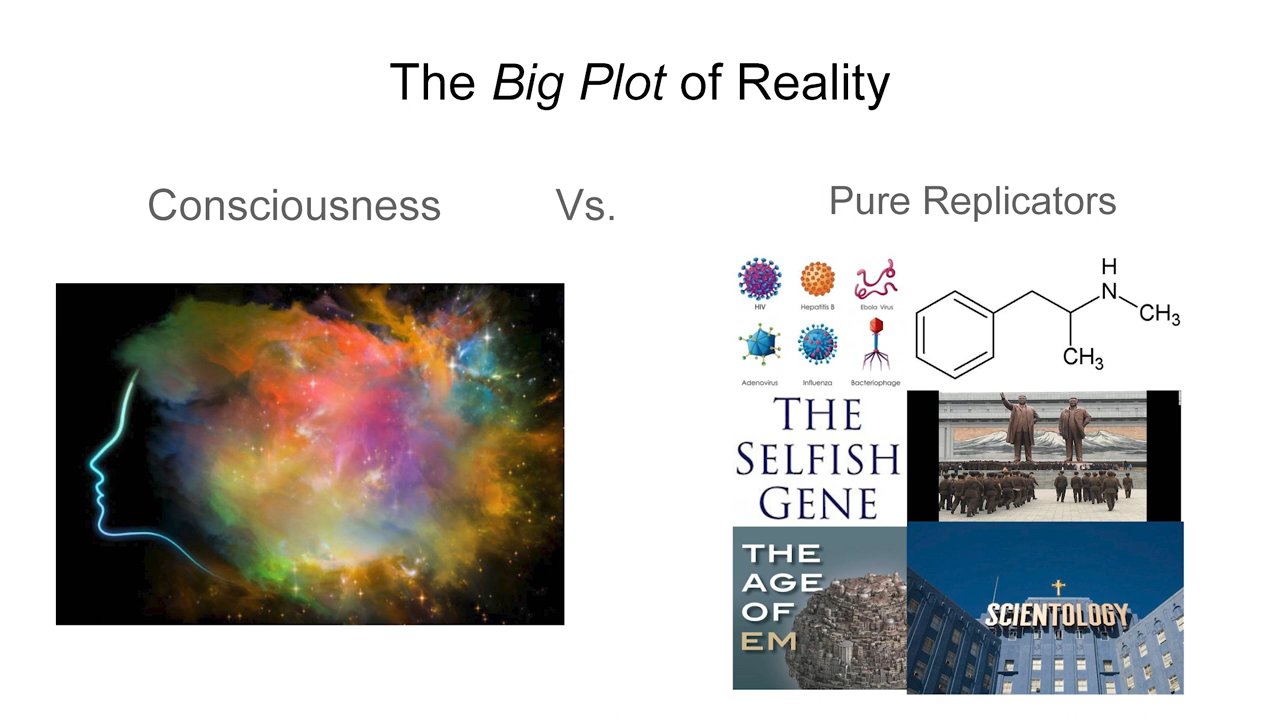 The Big Plot of Reality
Consciousness
Vs.
Pure Replicators
HIV
Hepatitis B
Ebola Virus
Adenovirus
Influenza
Bacteriophage
H
N
CH3
CH3
THE
SELFISH
GENE
THE
AGE
OF
EM
SCIENTOLOGY